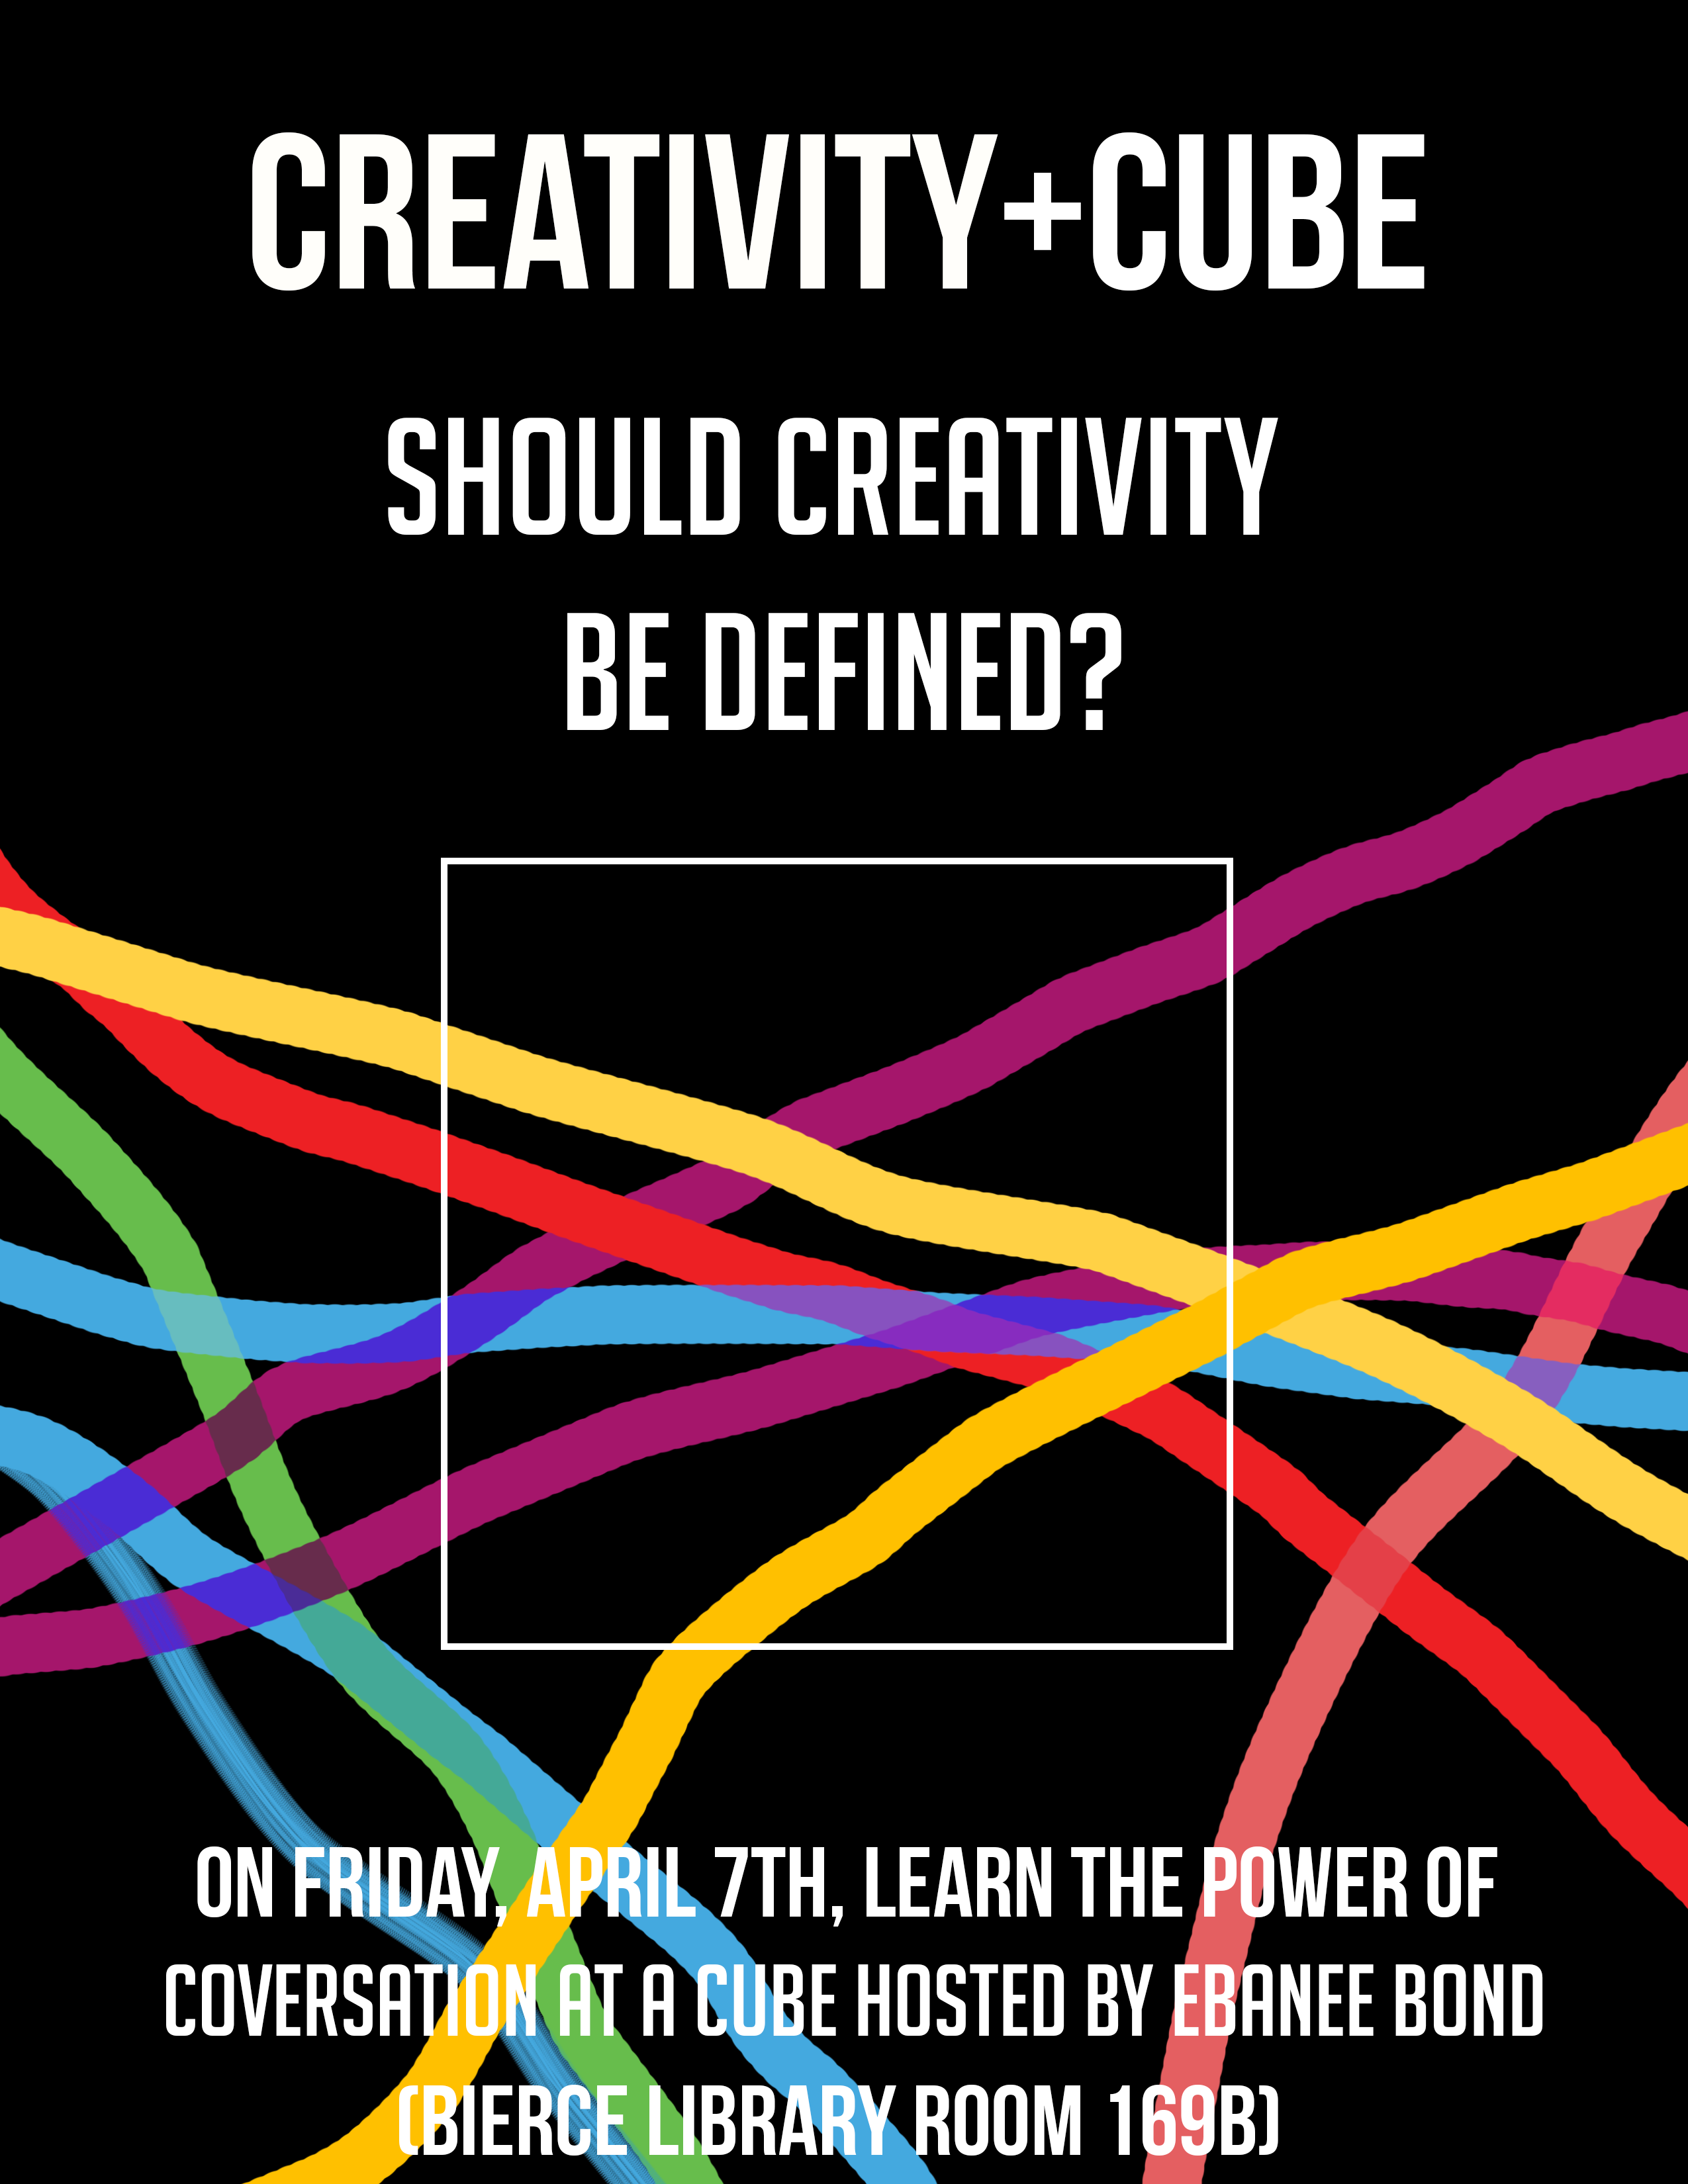 CREATIVITY+CUBE
SHOULD CREATIVITY
BE DEFINED?
ON FRIDAY, APRIL 7TH, LEARN THE POWER OF
COVERSATION AT A CUBE HOSTED BY EBANEE BOND
(BIERCE LIBRARY ROOM 169B)